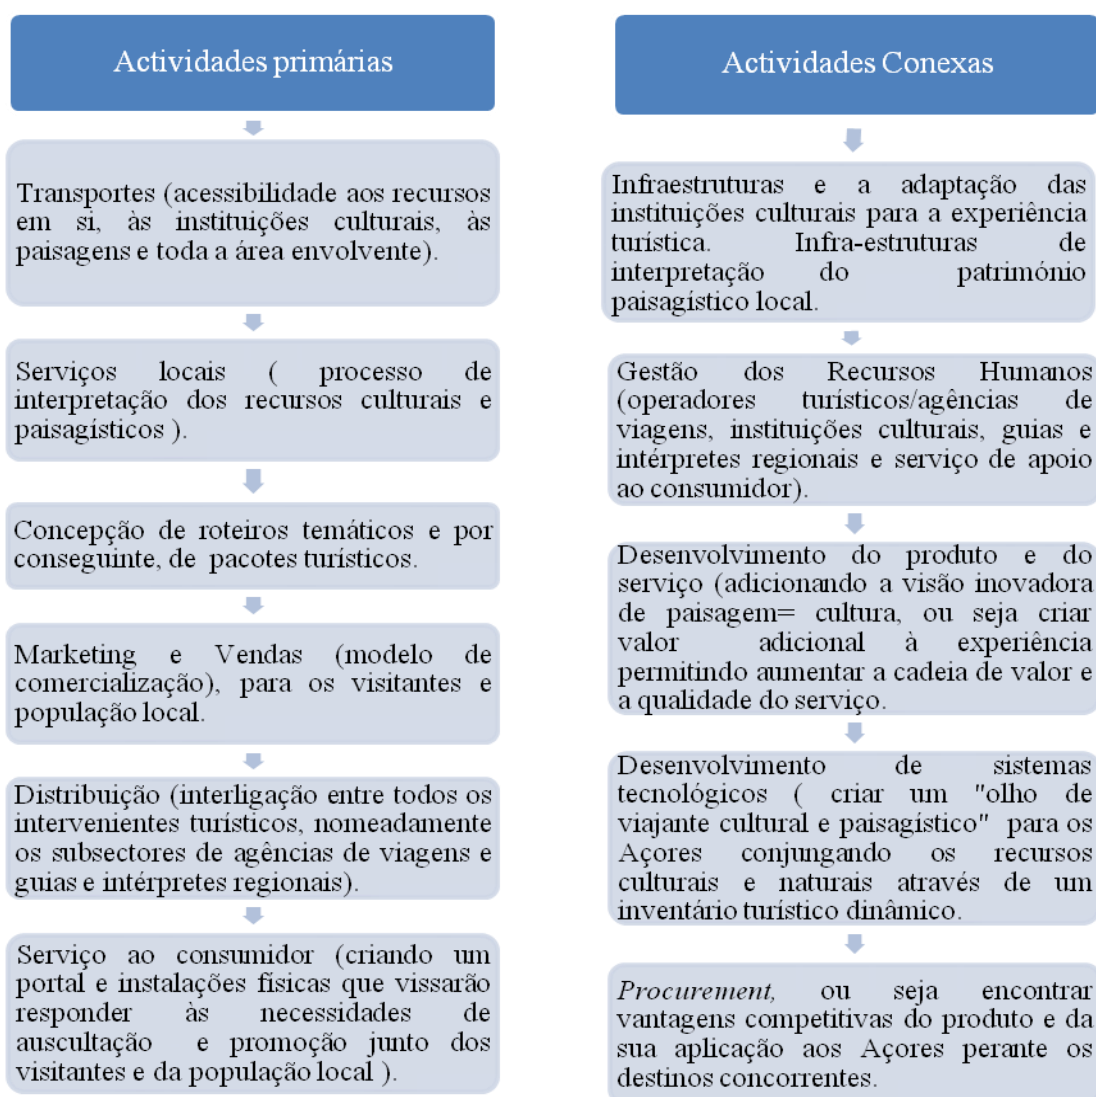 Actividades primárias
Transportes (acessibilidade aos recursos
em si, às instituições culturais, às
paisagens e toda a área envolvente).
Serviços locais ( processo de
interpretação dos recursos culturais e
paisagísticos ).
Concepção de roteiros temáticos e por
conseguinte, de pacotes turísticos.
Marketing e Vendas (modelo de
comercialização), para os visitantes e
população local.
Distribuição (interligação entre todos os
intervenientes turísticos, nomeadamente
os subsectores de agências de viagens e
guias e intérpretes regionais).
Serviço ao consumidor (criando um
portal e instalações físicas que vissarão
responder às necessidades de
auscultação e promoção junto dos
visitantes e da população local ).
Actividades Conexas
Infraestruturas e a adaptação das
instituições culturais para a experiência
turística. Infra-estruturas de
interpretação do património
paisagístico local.
Gestão dos Recursos Humanos
(operadores turísticos/agências de
viagens, instituições culturais, guias e
intérpretes regionais e serviço de apoio
ao consumidor).
Desenvolvimento do produto e do
serviço (adicionando a visão inovadora
de paisagem= cultura, ou seja criar
valor adicional à experiência
permitindo aumentar a cadeia de valor e
a qualidade do serviço.
Desenvolvimento de sistemas
tecnológicos ( criar um "olho de
viajante cultural e paisagístico" para os
Açores conjungando os recursos
culturais e naturais através de um
inventário turístico dinâmico.
Procurement, ou seja encontrar
vantagens competitivas do produto e da
sua aplicação aos Açores perante os
destinos concorrentes.